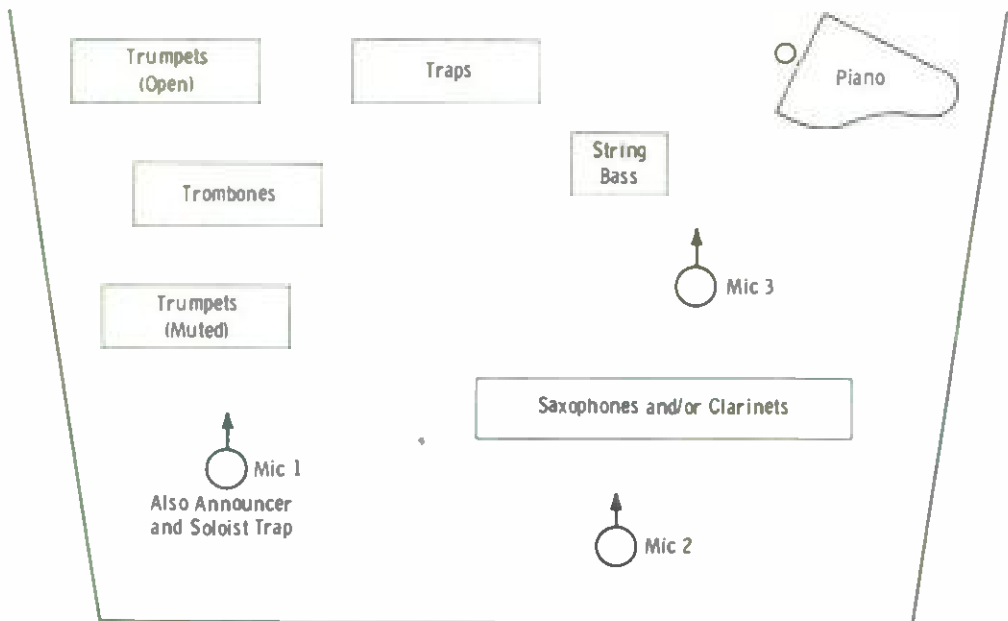 Trumpets
(Open)
Traps
Piano
String
Bass
Trombones
Mic 3
Trumpets
(Muted)
Saxophones and/or Clarinets
Mic 1
Also Announcer
and Soloist Trap
Mic 2